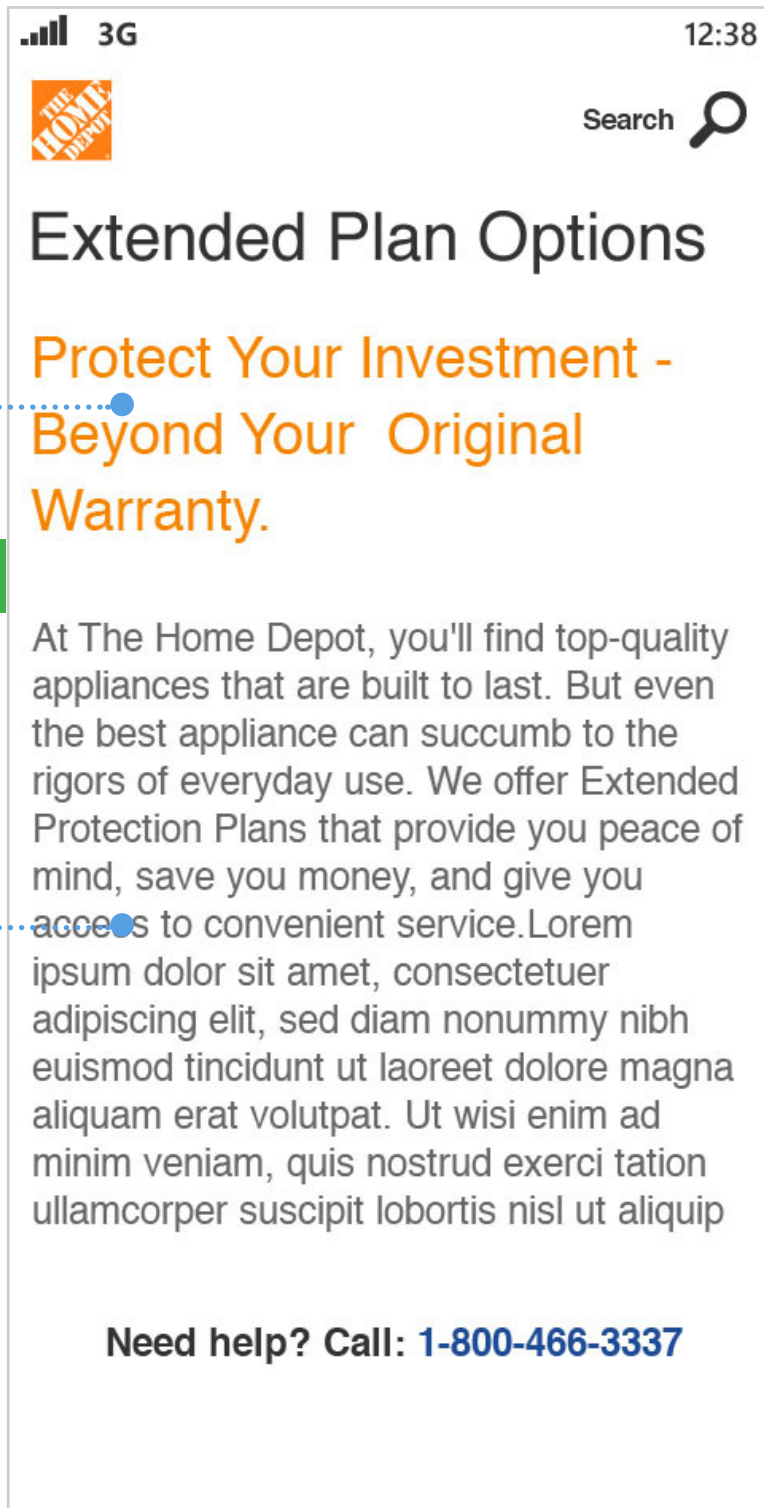 3G 12:38
THE
HOME
DEPOT
Search
Extended Plan Options
Protect Your Investment -
Beyond Your  Original
Warranty.
At The Home Depot, you'll find top-quality
appliances that are built to last. But even
the best appliance can succumb to the
rigors of everyday use. We offer Extended
Protection Plans that provide you peace of
mind, save you money, and give you
access to convenient service.Lorem
ipsum dolor sit amet, consectetuer
adipiscing elit, sed diam nonummy nibh
euismod tincidunt ut laoreet dolore magna
aliquam erat volutpat. Ut wisi enim ad
minim veniam, quis nostrud exerci tation
ullamcorper suscipit lobortis nisl ut aliquip
Need help? Call: 1-800-466-3337